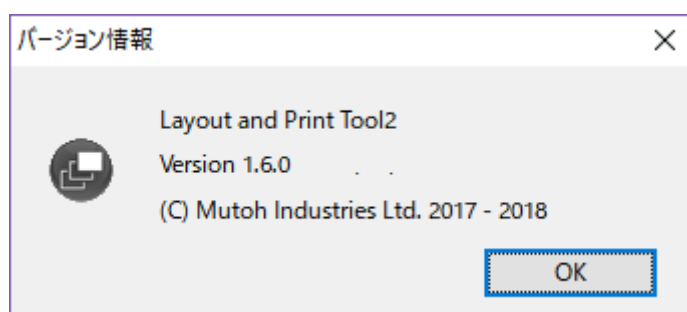 バージョン情報
Layout and Print Tool2
Version 1.6.0
(C) Mutoh Industries Ltd. 2017 - 2018
OK